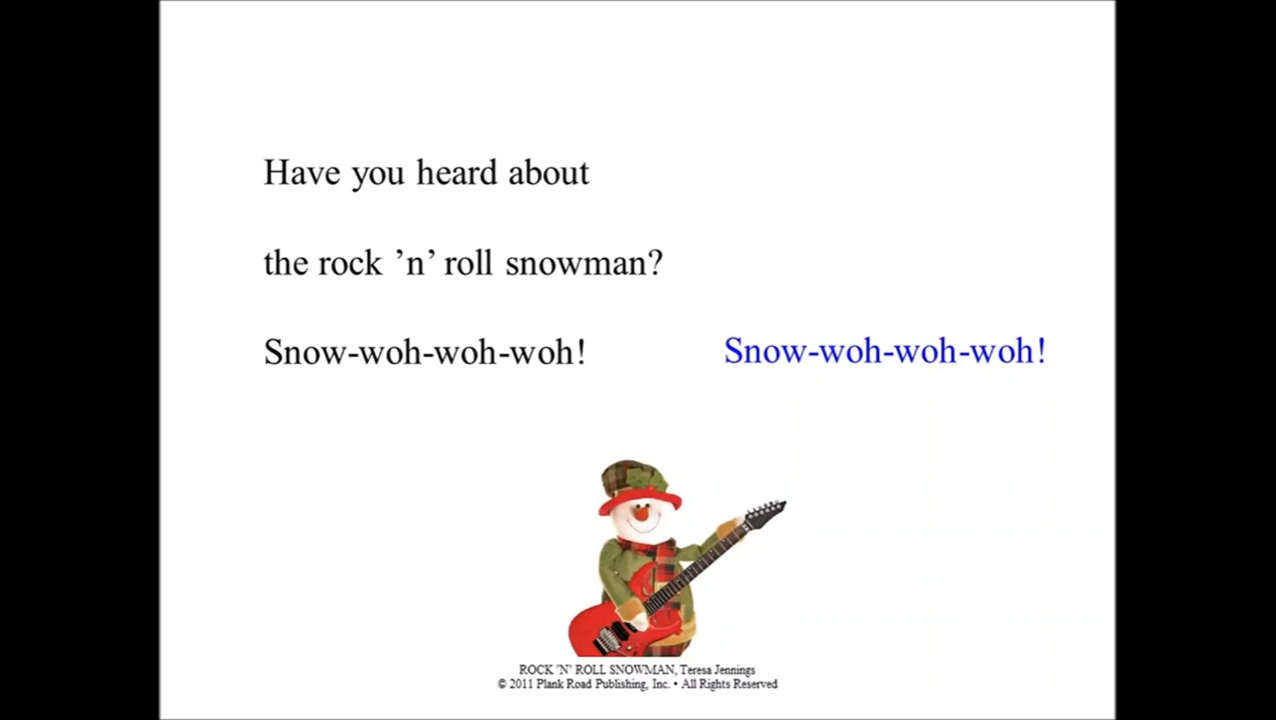 Have you heard about
the rock ’n’ roll snowman?
Snow-woh-woh-woh! Snow-woh-woh-woh!
ROCK ’N’ ROLL SNOWMAN, Teresa Jennings
© 2011 Plank Road Publishing, Inc. • All Rights Reserved